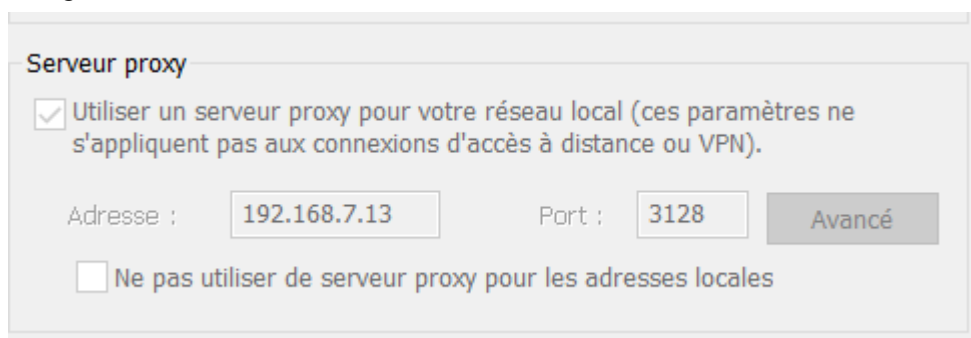 Serveur proxy
Utiliser un serveur proxy pour votre réseau local (ces paramètres ne
s'appliquent pas aux connexions d'accès à distance ou VPN).
Adresse : 192.168.7.13 Port : 3128 Avancé
Ne pas utiliser de serveur proxy pour les adresses locales